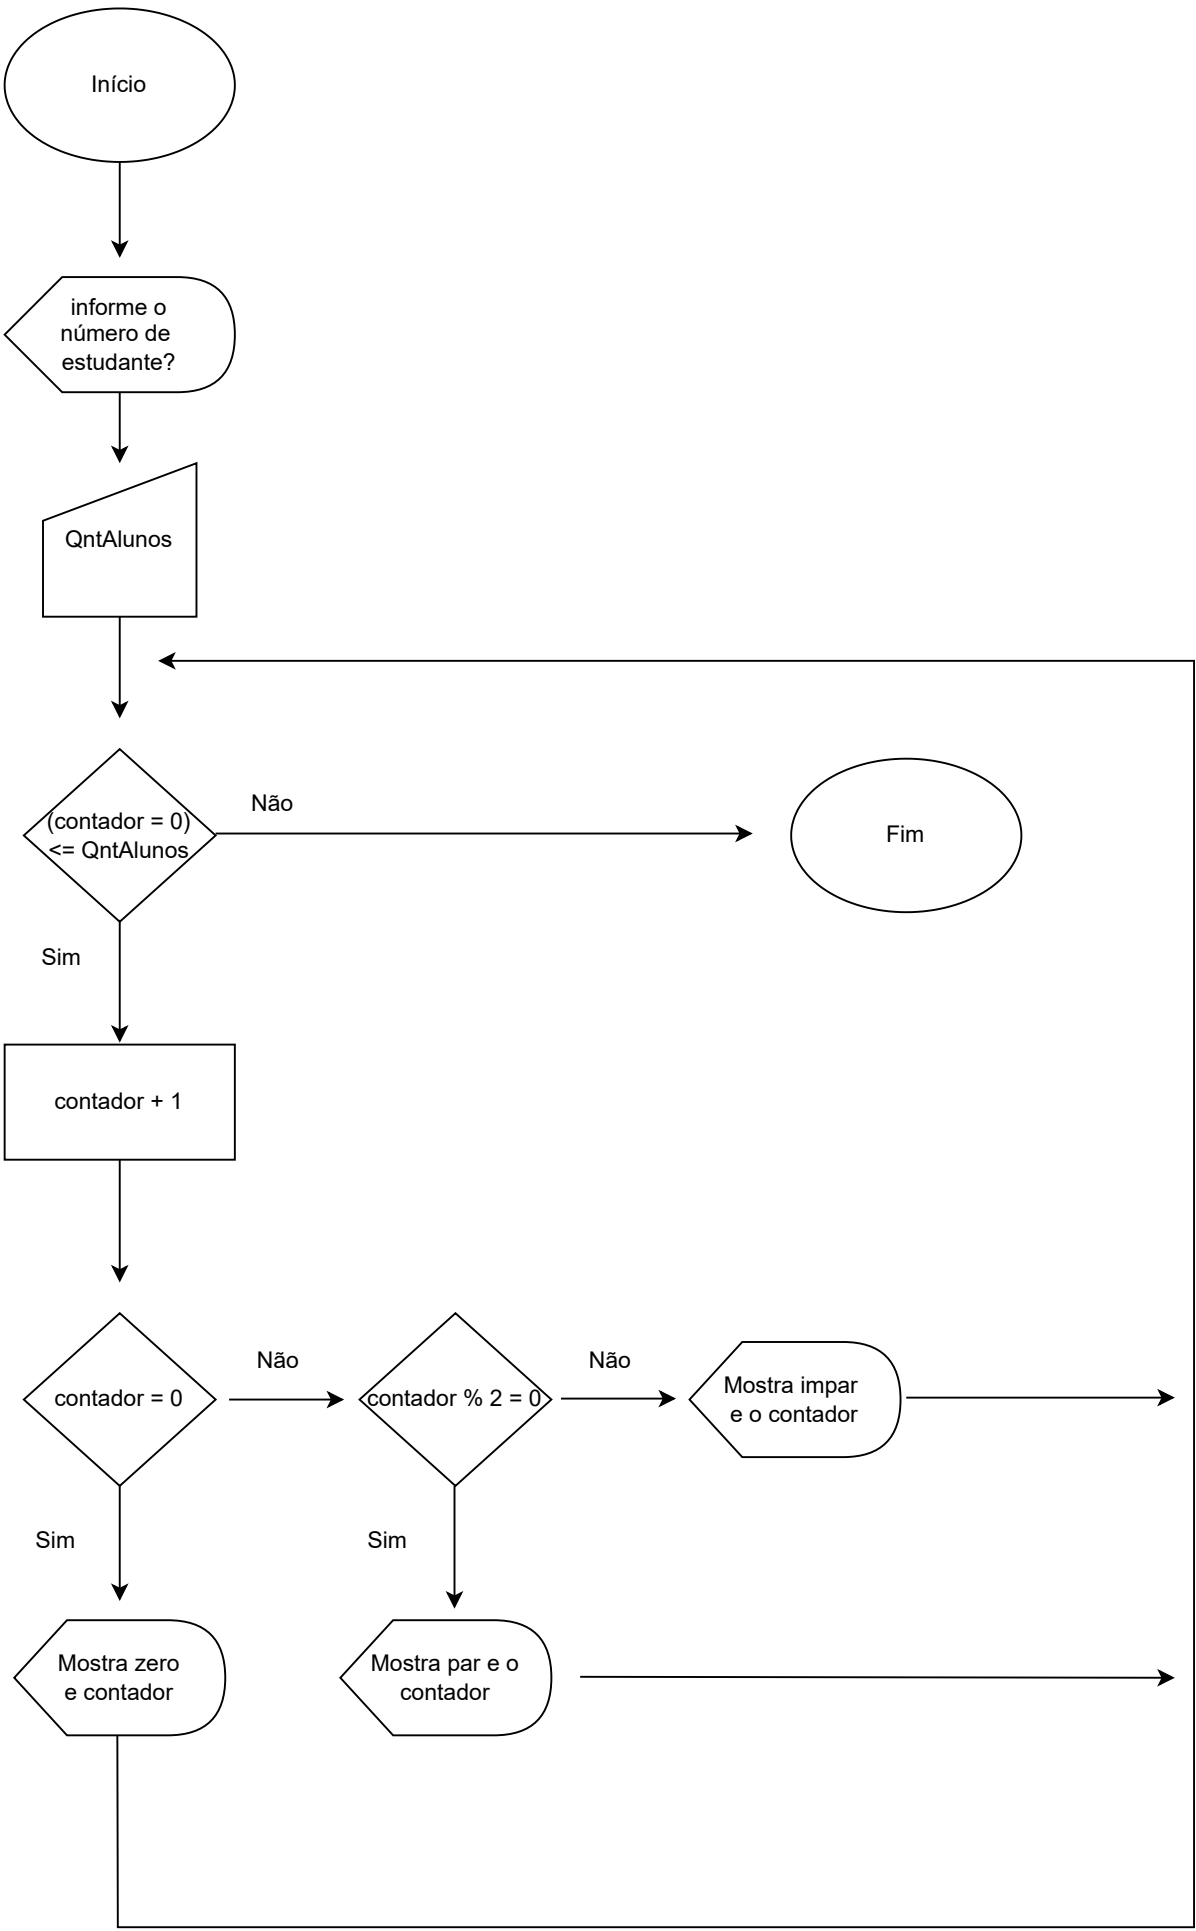 Início
informe o
número de
estudante?
QntAlunos
(contador = 0)
<= QntAlunos
Não
Fim
Sim
contador + 1
contador = 0
Não
contador % 2 = 0
Não
Mostra impar
e o contador
Sim
Sim
Mostra zero
e contador
Mostra par e o
contador